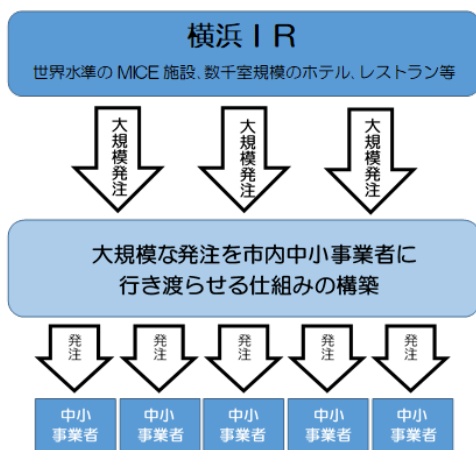 横浜ＩＲ
世界水準の MICE 施設、数千室規模のホテル、レストラン等
大規模発注
大規模発注
大規模発注
大規模な発注を市内中小事業者に
行き渡らせる仕組みの構築
発注
発注
発注
発注
発注
中小
事業者
中小
事業者
中小
事業者
中小
事業者
中小
事業者